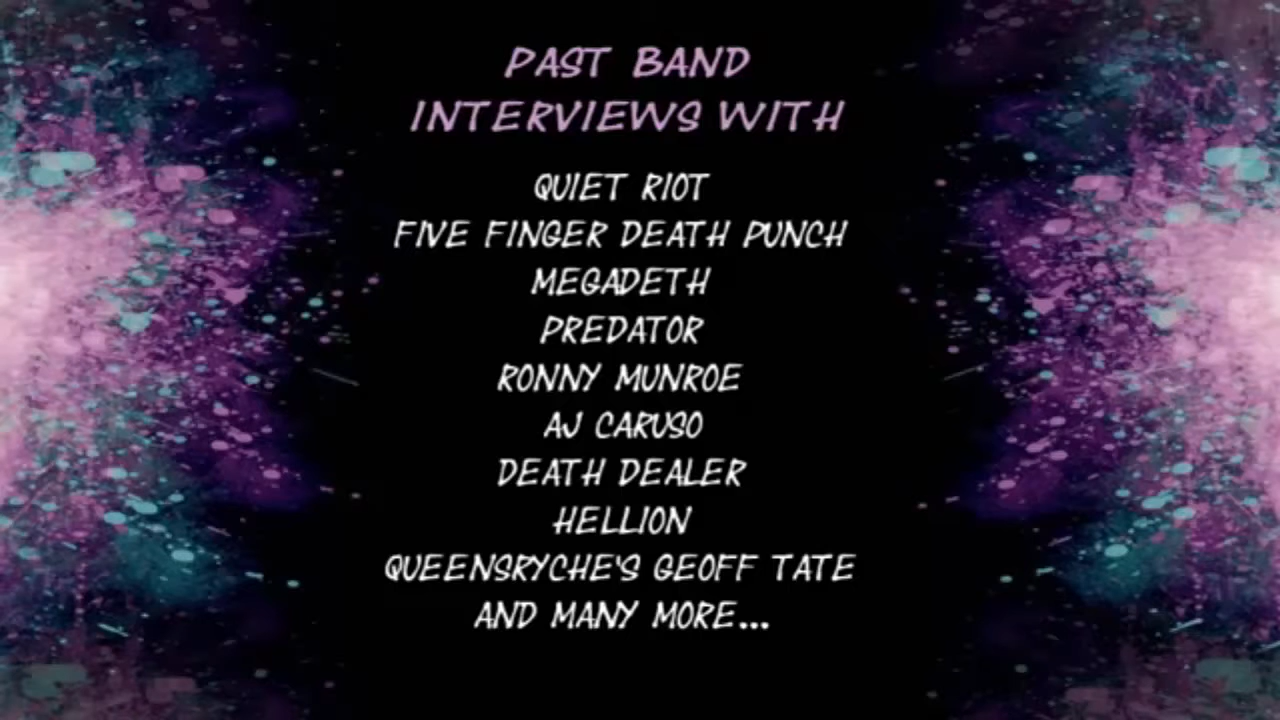 PAST BAND
INTERVIEWS WITH
QUIET RIOT
FIVE FINGER DEATH PUNCH
MEGADETH
PREDATOR
RONNY MUNROE
AJ CARUSO
DEATH DEALER
HELLION
QUEENSRYCHE'S GEOFF TATE
AND MANY MORE...